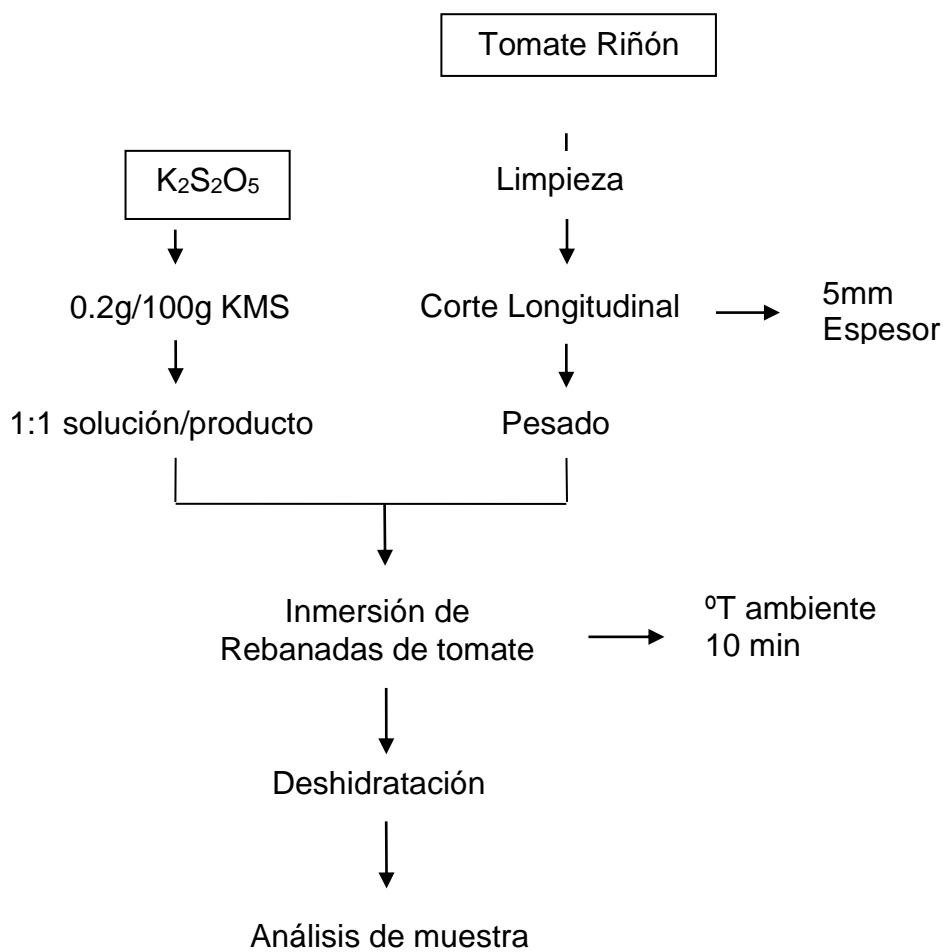 Tomate Riñón
K₂S₂O₅
Limpieza
0.2g/100g KMS
Corte Longitudinal
5mm
Espesor
1:1 solución/producto
Pesado
Inmersión de
Rebanadas de tomate
ºT ambiente
10 min
Deshidratación
Análisis de muestra